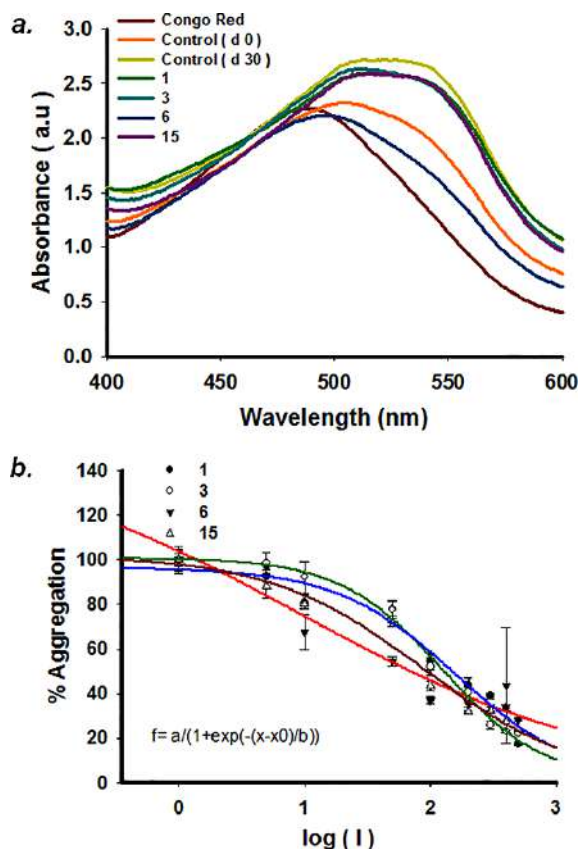 a.
Congo Red
Control ( d 0 )
Control ( d 30 )
1
3
6
15
3.0
2.5
2.0
1.5
1.0
0.5
0.0
Absorbance ( a.u )
400 450 500 550 600
Wavelength (nm)
b.
1
3
6
15
140
120
100
80
60
40
20
0
% Aggregation
f= a/(1+exp(-(x-x0)/b))
0 1 2 3
log ( I )